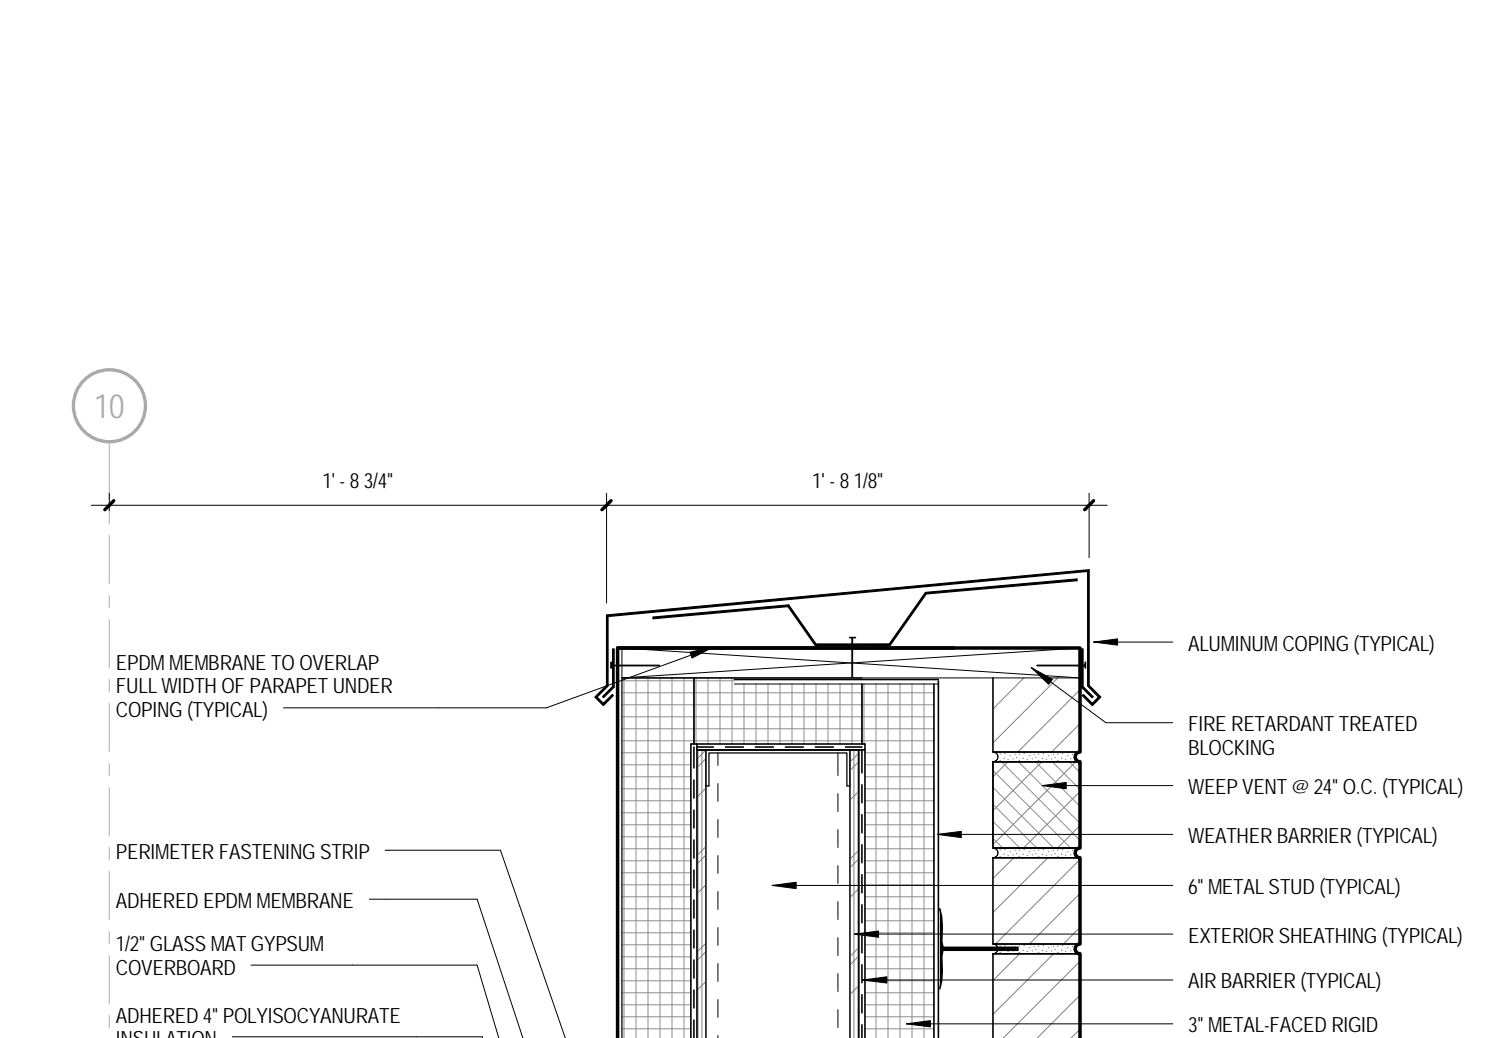 10
1' - 8 3/4"
1' - 8 1/8"
EPDM MEMBRANE TO OVERLAP
FULL WIDTH OF PARAPET UNDER
COPING (TYPICAL)
PERIMETER FASTENING STRIP
ADHERED EPDM MEMBRANE
1/2" GLASS MAT GYPSUM
COVERBOARD
ADHERED 4" POLYISOCYANURATE
INSULATION
ALUMINUM COPING (TYPICAL)
FIRE RETARDANT TREATED
BLOCKING
WEEP VENT @ 24" O.C. (TYPICAL)
WEATHER BARRIER (TYPICAL)
6" METAL STUD (TYPICAL)
EXTERIOR SHEATHING (TYPICAL)
AIR BARRIER (TYPICAL)
3" METAL-FACED RIGID